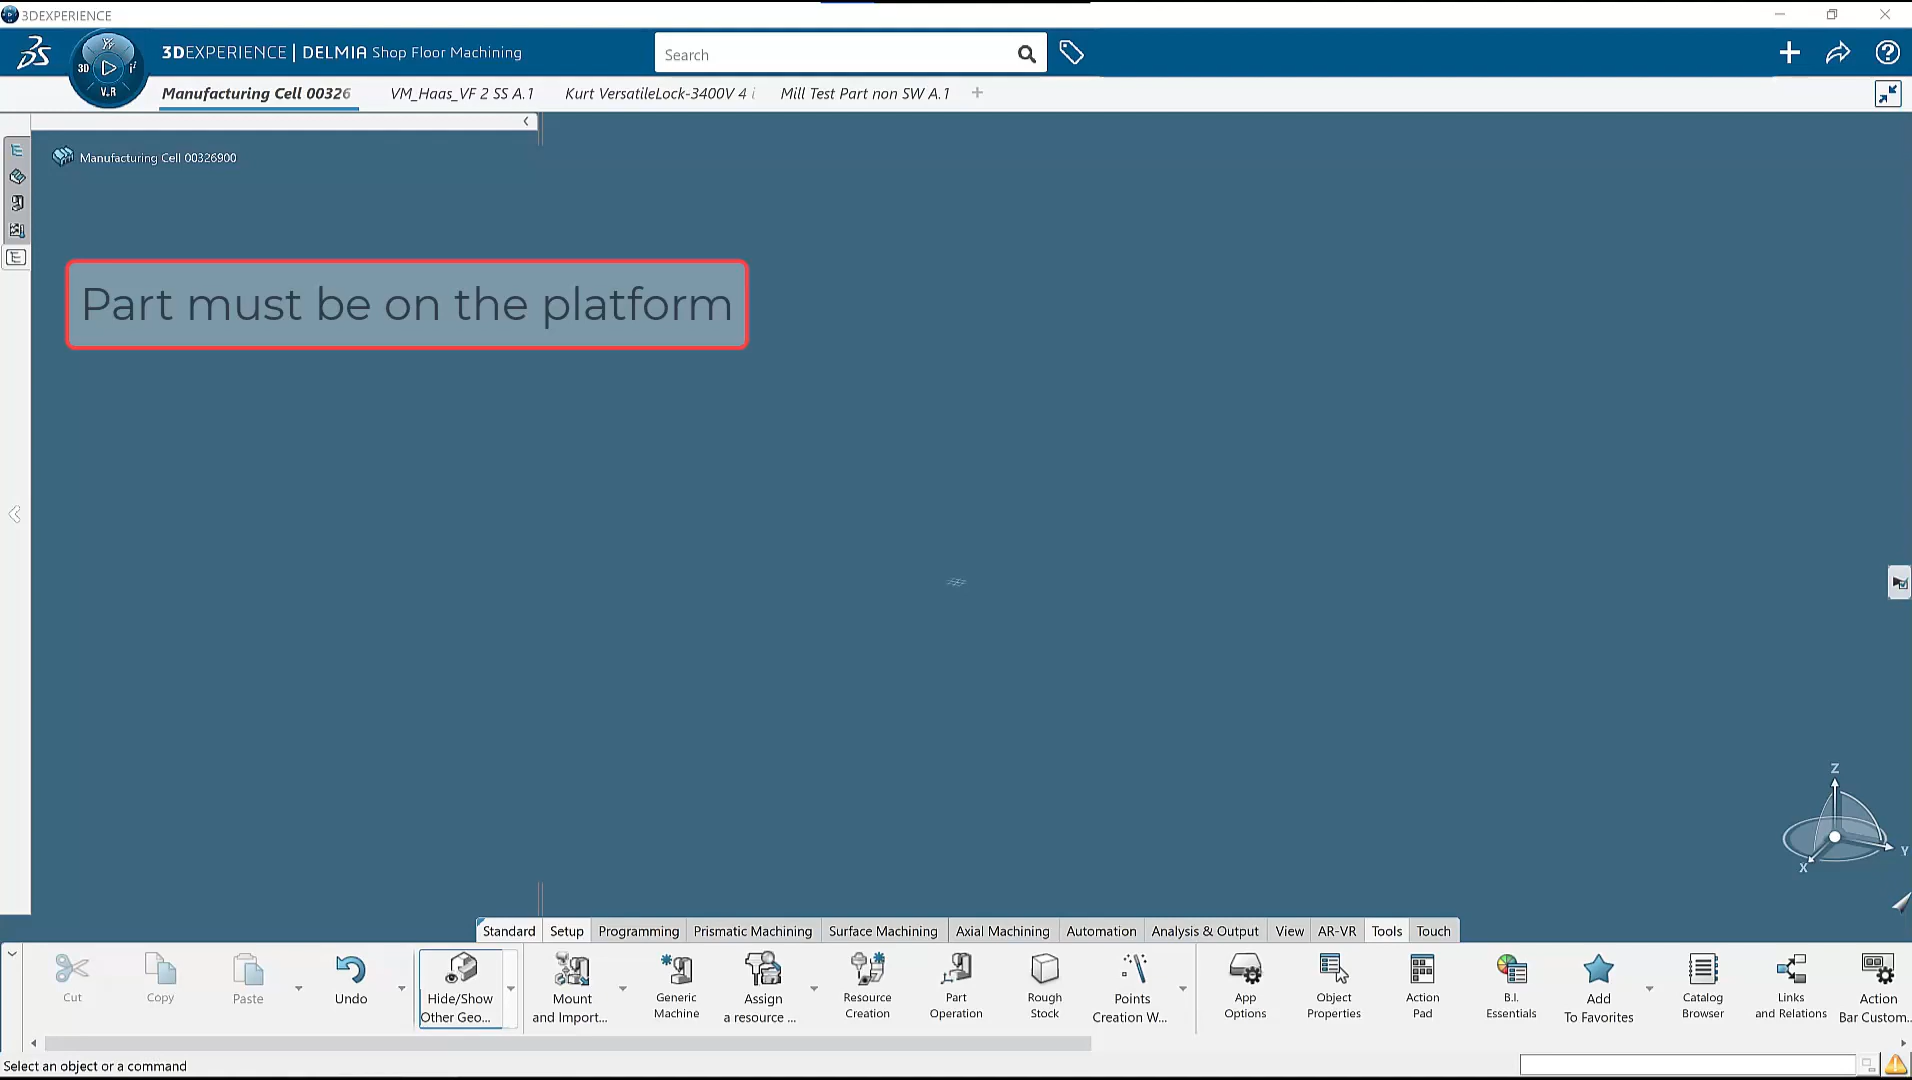 3DEXPERIENCE
3DEXPERIENCE | DELMIA Shop Floor Machining
Search
3D
V.R
Manufacturing Cell 00326
VM_Haas_VF 2 SS A.1
Kurt VersatileLock-3400V 4 i
Mill Test Part non SW A.1
Manufacturing Cell 00326900
Part must be on the platform
Z
Y
X
Standard
Setup
Programming
Prismatic Machining
Surface Machining
Axial Machining
Automation
Analysis & Output
View
AR-VR
Tools
Touch
Cut
Copy
Paste
Undo
Hide/Show
Other Geo...
Mount
and Import...
Generic
Machine
Assign
a resource ...
Resource
Creation
Part
Operation
Rough
Stock
Points
Creation W...
App
Options
Object
Properties
Action
Pad
B.I.
Essentials
Add
To Favorites
Catalog
Browser
Links
and Relations
Action
Bar Custom...
Select an object or a command